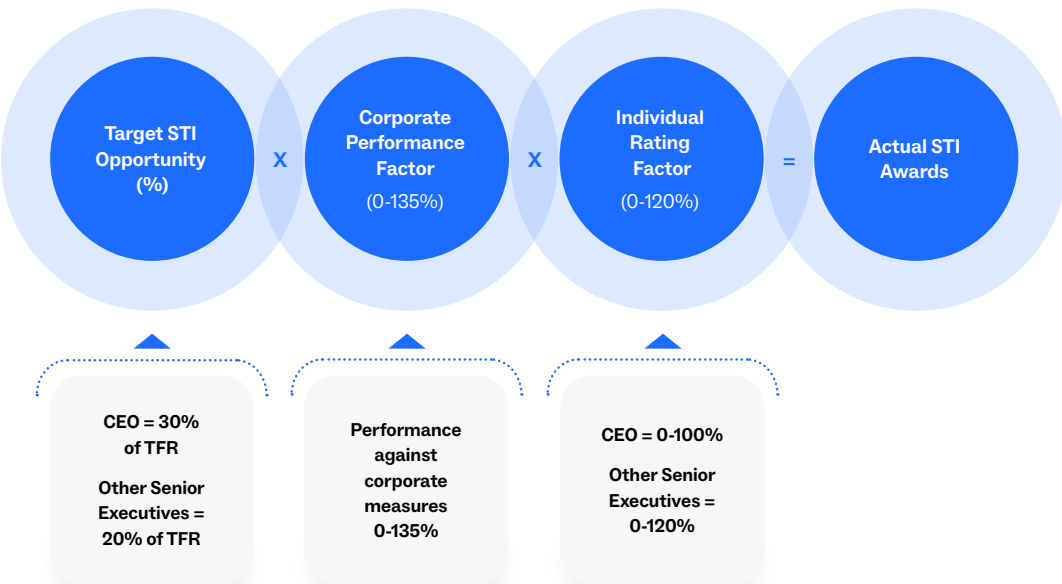 Target STI
Opportunity
(%)
X
Corporate
Performance
Factor
(0-135%)
X
Individual
Rating
Factor
(0-120%)
=
Actual STI
Awards
CEO = 30%
of TFR
Other Senior
Executives =
20% of TFR
Performance
against
corporate
measures
0-135%
CEO = 0-100%
Other Senior
Executives =
0-120%